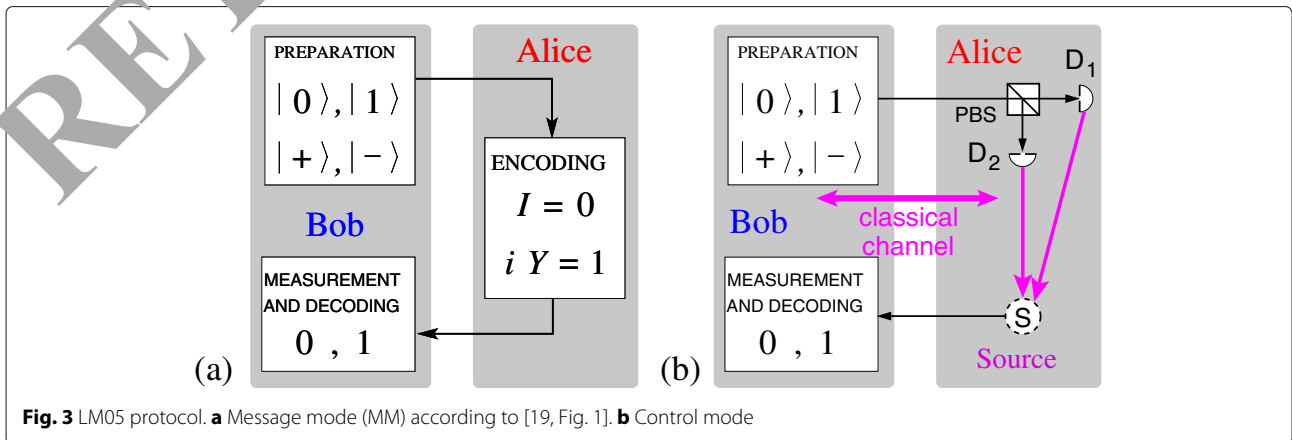 RE
PREPARATION
| 0 ⟩, | 1 ⟩
| + ⟩, | − ⟩
Bob
MEASUREMENT
AND DECODING
0 , 1
(a)
Alice
ENCODING
I = 0
i Y = 1
PREPARATION
| 0 ⟩, | 1 ⟩
| + ⟩, | − ⟩
Bob
MEASUREMENT
AND DECODING
0 , 1
(b)
classical
channel
Alice
D1
PBS
D2
S
Source
Fig. 3 LM05 protocol. a Message mode (MM) according to [19, Fig. 1]. b Control mode